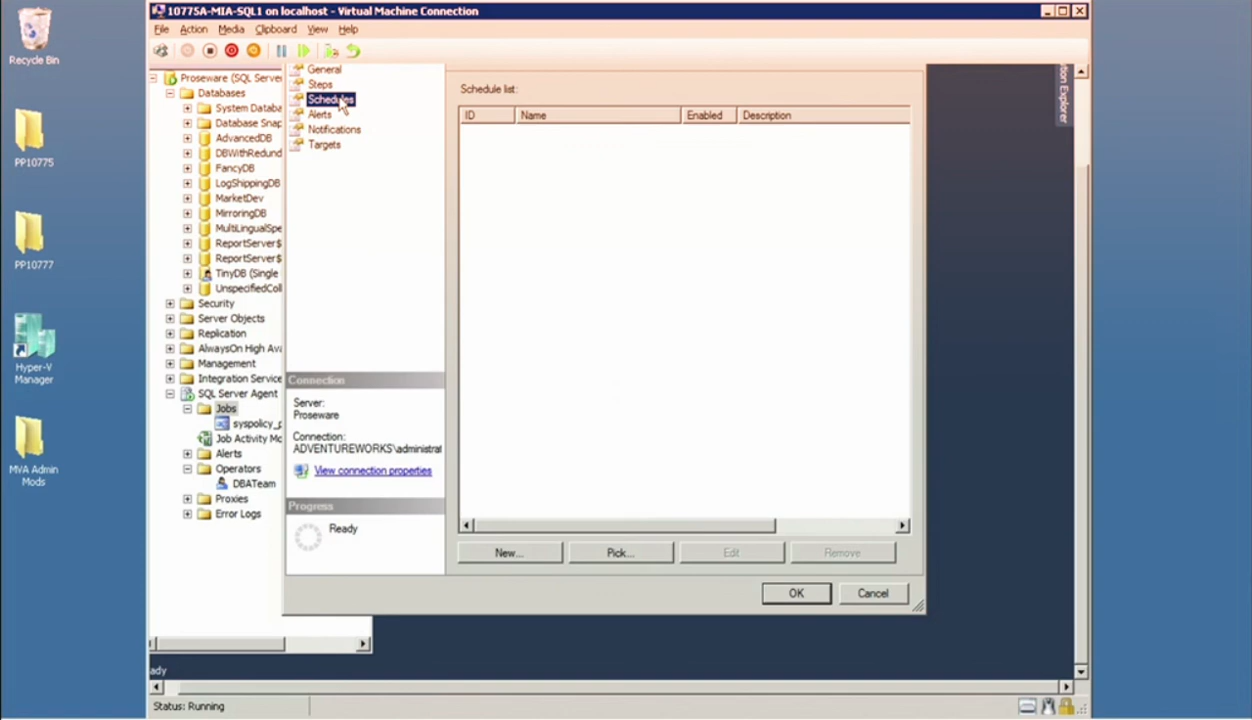 10775A-MIA-SQL1 on localhost - Virtual Machine Connection
File Action Media Clipboard View Help
Recycle Bin
PP10775
PP10777
Hyper-V
Manager
MVA Admin
Mods
Proseware (SQL Server
Databases
System Databa
Database Snap
AdvancedDB
DBWithRedund
FancyDB
LogShippingDB
MarketDev
MirroringDB
MultiLingualSpe
ReportServer$
ReportServer$
TinyDB (Single
UnspecifiedColl
Security
Server Objects
Replication
AlwaysOn High Ava
Management
Integration Service
SQL Server Agent
Jobs
syspolicy_p
Job Activity Mo
Alerts
Operators
DBATeam
Proxies
Error Logs
General
Steps
Schedules
Alerts
Notifications
Targets
Connection
Server:
Proseware
Connection:
ADVENTUREWORKS\administrat
View connection properties
Progress
Ready
Schedule list:
ID Name Enabled Description
New... Pick... Edit Remove
OK Cancel
tion Explorer
ady
Status: Running